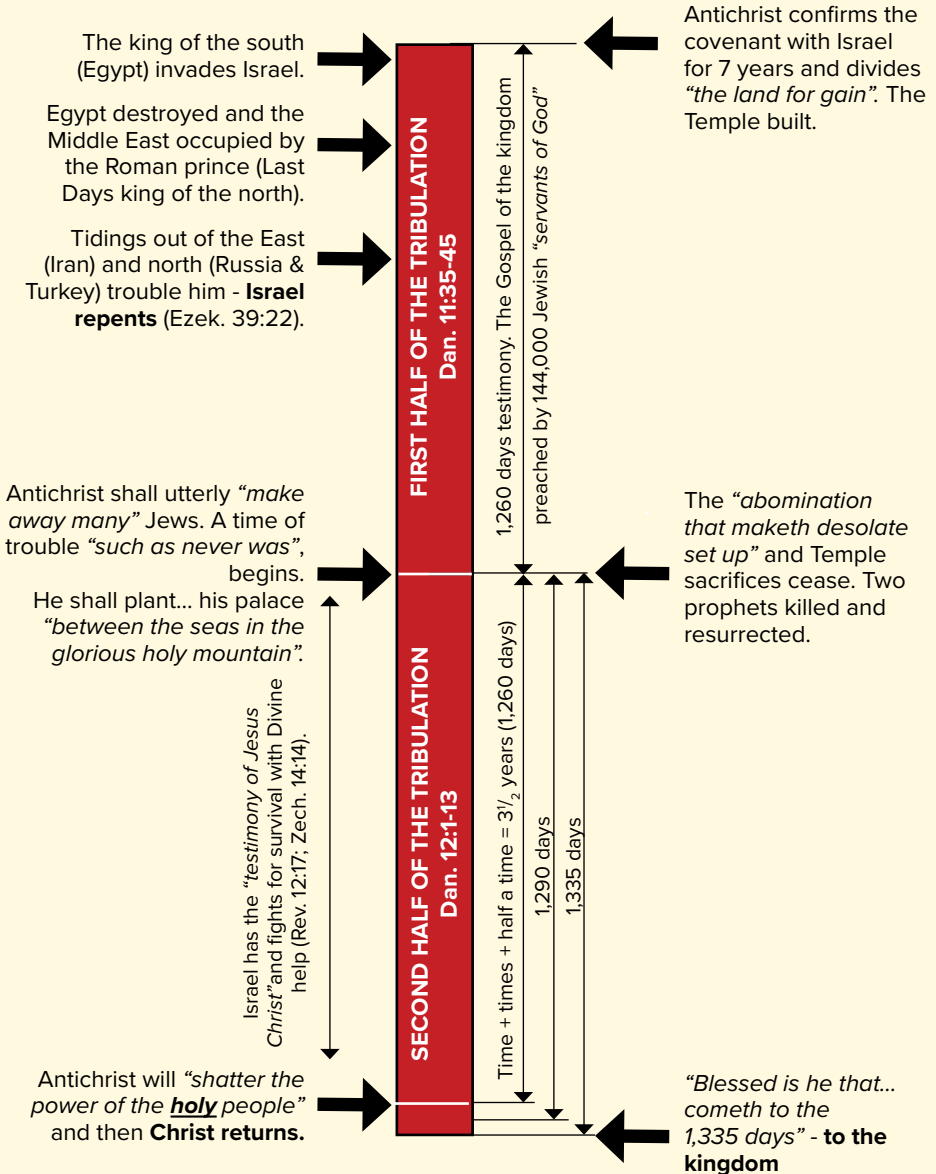 The king of the south
(Egypt) invades Israel.
Egypt destroyed and the
Middle East occupied by
the Roman prince (Last
Days king of the north).
Tidings out of the East
(Iran) and north (Russia &
Turkey) trouble him - Israel
repents (Ezek. 39:22).
Antichrist shall utterly “make
away many” Jews. A time of
trouble “such as never was”,
begins.
He shall plant... his palace
“between the seas in the
glorious holy mountain”.
Israel has the “testimony of Jesus
Christ”and fights for survival with Divine
help (Rev. 12:17; Zech. 14:14).
Antichrist will “shatter the
power of the holy people”
and then Christ returns.
FIRST HALF OF THE TRIBULATION
Dan. 11:35-45
SECOND HALF OF THE TRIBULATION
Dan. 12:1-13
1,260 days testimony. The Gospel of the kingdom
preached by 144,000 Jewish “servants of God”
Time + times + half a time = 3½ years (1,260 days)
1,290 days
1,335 days
Antichrist confirms the
covenant with Israel
for 7 years and divides
“the land for gain”. The
Temple built.
The “abomination
that maketh desolate
set up” and Temple
sacrifices cease. Two
prophets killed and
resurrected.
“Blessed is he that...
cometh to the
1,335 days” - to the
kingdom